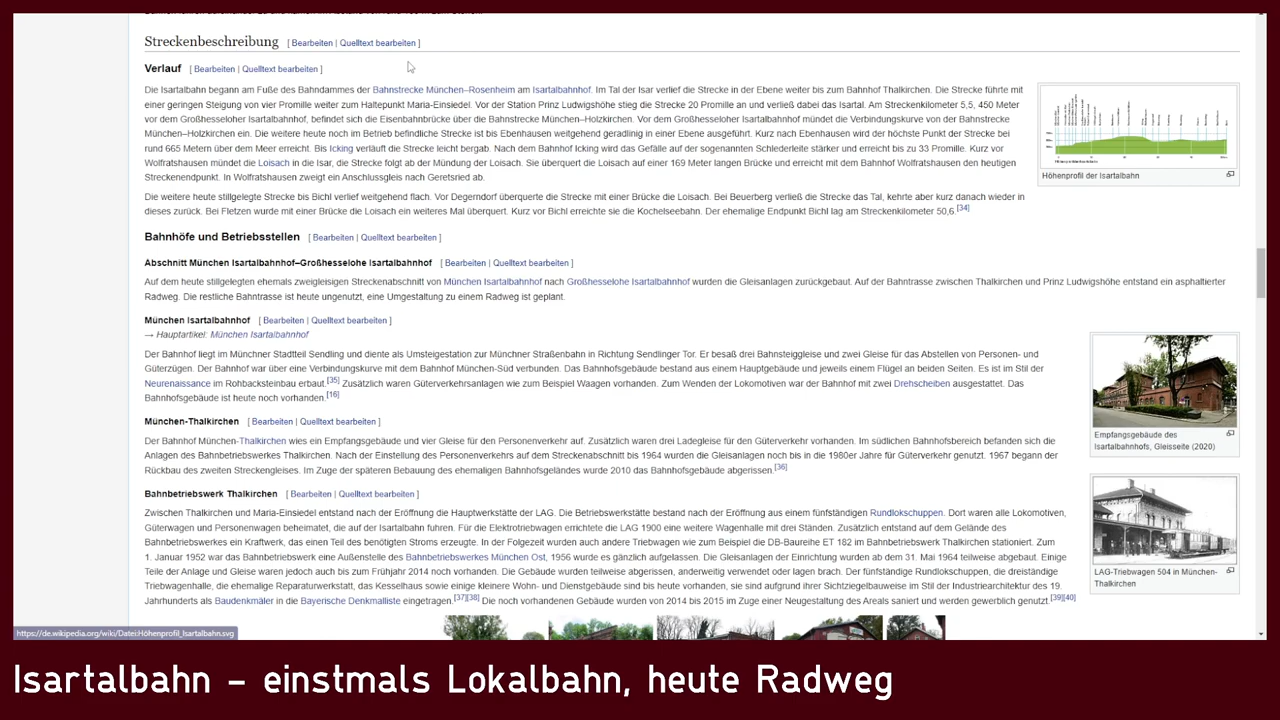 Streckenbeschreibung [ Bearbeiten | Quelltext bearbeiten ]
Verlauf [ Bearbeiten | Quelltext bearbeiten ]
Die Isartalbahn begann am Fuße des Bahndammes der Bahnstrecke München–Rosenheim am Isartalbahnhof. Im Tal der Isar verlief die Strecke in der Ebene weiter bis zum Bahnhof Thalkirchen. Die Strecke führte mit
einer geringen Steigung von vier Promille weiter zum Haltepunkt Maria-Einsiedel. Vor der Station Prinz Ludwigshöhe stieg die Strecke 20 Promille an und verließ dabei das Isartal. Am Streckenkilometer 5,5, 450 Meter
vor dem Großhesseloher Isartalbahnhof, befindet sich die Eisenbahnbrücke über die Bahnstrecke München–Holzkirchen. Vor dem Großhesseloher Isartalbahnhof mündet die Verbindungskurve von der Bahnstrecke
München–Holzkirchen ein. Die weitere heute noch im Betrieb befindliche Strecke ist bis Ebenhausen weitgehend geradlinig in einer Ebene ausgeführt. Kurz nach Ebenhausen wird der höchste Punkt der Strecke bei
rund 665 Metern über dem Meer erreicht. Bis Icking verläuft die Strecke leicht bergab. Nach dem Bahnhof Icking wird das Gefälle auf der sogenannten Schlederleite stärker und erreicht bis zu 33 Promille. Kurz vor
Wolfratshausen mündet die Loisach in die Isar, die Strecke folgt ab der Mündung der Loisach. Sie überquert die Loisach auf einer 169 Meter langen Brücke und erreicht mit dem Bahnhof Wolfratshausen den heutigen
Streckenendpunkt. In Wolfratshausen zweigt ein Anschlussgleis nach Geretsried ab.
Höhenprofil der Isartalbahn
Die weitere heute stillgelegte Strecke bis Bichl verlief weitgehend flach. Vor Degerndorf überquerte die Strecke mit einer Brücke die Loisach. Bei Beuerberg verließ die Strecke das Tal, kehrte aber kurz danach wieder in
dieses zurück. Bei Fletzen wurde mit einer Brücke die Loisach ein weiteres Mal überquert. Kurz vor Bichl erreichte sie die Kochelseebahn. Der ehemalige Endpunkt Bichl lag am Streckenkilometer 50,6.[34]
Bahnhöfe und Betriebsstellen [ Bearbeiten | Quelltext bearbeiten ]
Abschnitt München Isartalbahnhof–Großhesselohe Isartalbahnhof [ Bearbeiten | Quelltext bearbeiten ]
Auf dem heute stillgelegten ehemals zweigleisigen Streckenabschnitt von München Isartalbahnhof nach Großhesselohe Isartalbahnhof wurden die Gleisanlagen zurückgebaut. Auf der Bahntrasse zwischen Thalkirchen und Prinz Ludwigshöhe entstand ein asphaltierter
Radweg. Die restliche Bahntrasse ist heute ungenutzt, eine Umgestaltung zu einem Radweg ist geplant.
München Isartalbahnhof [ Bearbeiten | Quelltext bearbeiten ]
→ Hauptartikel: München Isartalbahnhof
Der Bahnhof liegt im Münchner Stadtteil Sendling und diente als Umsteigestation zur Münchner Straßenbahn in Richtung Sendlinger Tor. Er besaß drei Bahnsteiggleise und zwei Gleise für das Abstellen von Personen- und
Güterzügen. Der Bahnhof war über eine Verbindungskurve mit dem Bahnhof München-Süd verbunden. Das Bahnhofsgebäude bestand aus einem Hauptgebäude und jeweils einem Flügel an beiden Seiten. Es ist im Stil der
Neurenaissance im Rohbacksteinbau erbaut.[35] Zusätzlich waren Güterverkehrsanlagen wie zum Beispiel Waagen vorhanden. Zum Wenden der Lokomotiven war der Bahnhof mit zwei Drehscheiben ausgestattet. Das
Bahnhofsgebäude ist heute noch vorhanden.[16]
Empfangsgebäude des
Isartalbahnhofs, Gleisseite (2020)
München-Thalkirchen [ Bearbeiten | Quelltext bearbeiten ]
Der Bahnhof München-Thalkirchen wies ein Empfangsgebäude und vier Gleise für den Personenverkehr auf. Zusätzlich waren drei Ladegleise für den Güterverkehr vorhanden. Im südlichen Bahnhofsbereich befanden sich die
Anlagen des Bahnbetriebswerkes Thalkirchen. Nach der Einstellung des Personenverkehrs auf dem Streckenabschnitt bis 1964 wurden die Gleisanlagen noch bis in die 1980er Jahre für Güterverkehr genutzt. 1967 begann der
Rückbau des zweiten Streckengleises. Im Zuge der späteren Bebauung des ehemaligen Bahnhofsgeländes wurde 2010 das Bahnhofsgebäude abgerissen.[36]
Bahnbetriebswerk Thalkirchen [ Bearbeiten | Quelltext bearbeiten ]
Zwischen Thalkirchen und Maria-Einsiedel entstand nach der Eröffnung die Hauptwerkstätte der LAG. Die Betriebswerkstätte bestand nach der Eröffnung aus einem fünfständigen Rundlokschuppen. Dort waren alle Lokomotiven,
Güterwagen und Personenwagen beheimatet, die auf der Isartalbahn fuhren. Für die Elektrotriebwagen errichtete die LAG 1900 eine weitere Wagenhalle mit drei Ständen. Zusätzlich entstand auf dem Gelände des
Bahnbetriebswerkes ein Kraftwerk, das einen Teil des benötigten Stroms erzeugte. In der Folgezeit wurden auch andere Triebwagen wie zum Beispiel die DB-Baureihe ET 182 im Bahnbetriebswerk Thalkirchen stationiert. Zum
1. Januar 1952 war das Bahnbetriebswerk eine Außenstelle des Bahnbetriebswerkes München Ost, 1956 wurde es gänzlich aufgelassen. Die Gleisanlagen der Einrichtung wurden ab dem 31. Mai 1964 teilweise abgebaut. Einige
Teile der Anlage und Gleise waren jedoch auch bis zum Frühjahr 2014 noch vorhanden. Die Gebäude wurden teilweise abgerissen, anderweitig verwendet oder lagen brach. Der fünfständige Rundlokschuppen, die dreiständige
Triebwagenhalle, die ehemalige Reparaturwerkstatt, das Kesselhaus sowie einige kleinere Wohn- und Dienstgebäude sind bis heute vorhanden, sie sind aufgrund ihrer Sichtziegelbauweise im Stil der Industriearchitektur des 19.
Jahrhunderts als Baudenkmäler in die Bayerische Denkmalliste eingetragen.[37][38] Die noch vorhandenen Gebäude wurden von 2014 bis 2015 im Zuge einer Neugestaltung des Areals saniert und werden gewerblich genutzt.[39][40]
LAG-Triebwagen 504 in München-
Thalkirchen
https://de.wikipedia.org/wiki/Datei:Höhenprofil_Isartalbahn.svg
Isartalbahn – einstmals Lokalbahn, heute Radweg